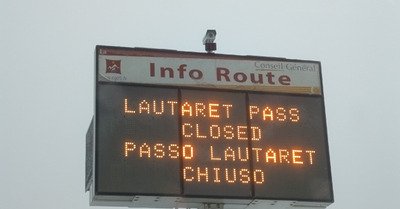 Conseil Général
Info Route
LAUTARET PASS
CLOSED
PASSO LAUTARET
CHIUSO